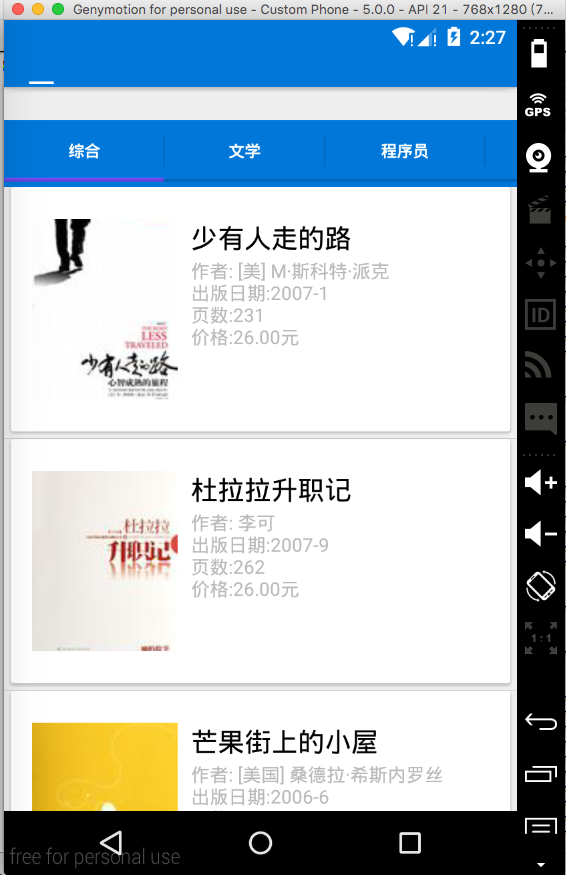 Genymotion for personal use - Custom Phone - 5.0.0 - API 21 - 768x1280 (7...
2:27
GPS
综合
文学
程序员
少有人走的路
作者: [美] M·斯科特·派克
出版日期:2007-1
页数:231
价格:26.00元
THE ROAD
LESS
TRAVELED
少有人走的路
心智成熟的旅程
ID
杜拉拉升职记
作者: 李可
出版日期:2007-9
页数:262
价格:26.00元
杜拉拉
升职记
1:1
芒果街上的小屋
作者: [美国] 桑德拉·希斯内罗丝
出版日期:2006-6
free for personal use